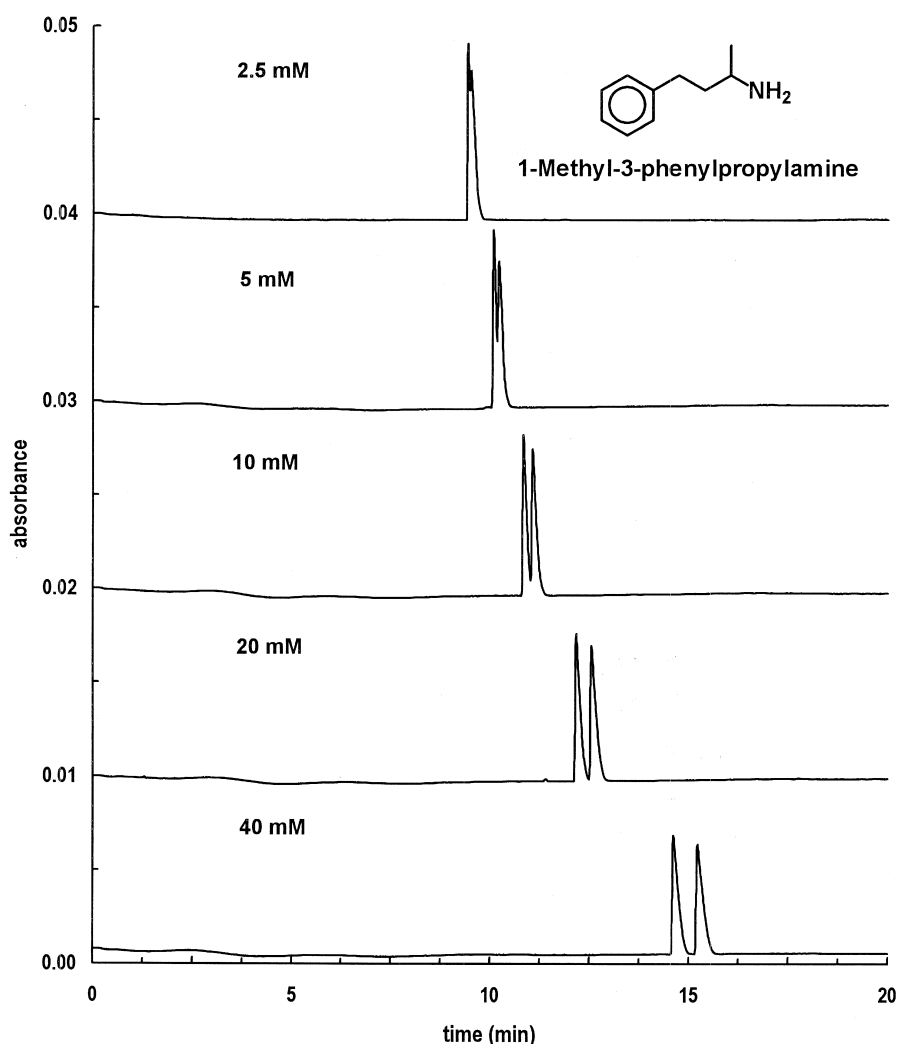 0.05
2.5 mM
NH2
1-Methyl-3-phenylpropylamine
0.04
5 mM
0.03
10 mM
absorbance
0.02
20 mM
0.01
40 mM
0.00
0 5 10 15 20
time (min)